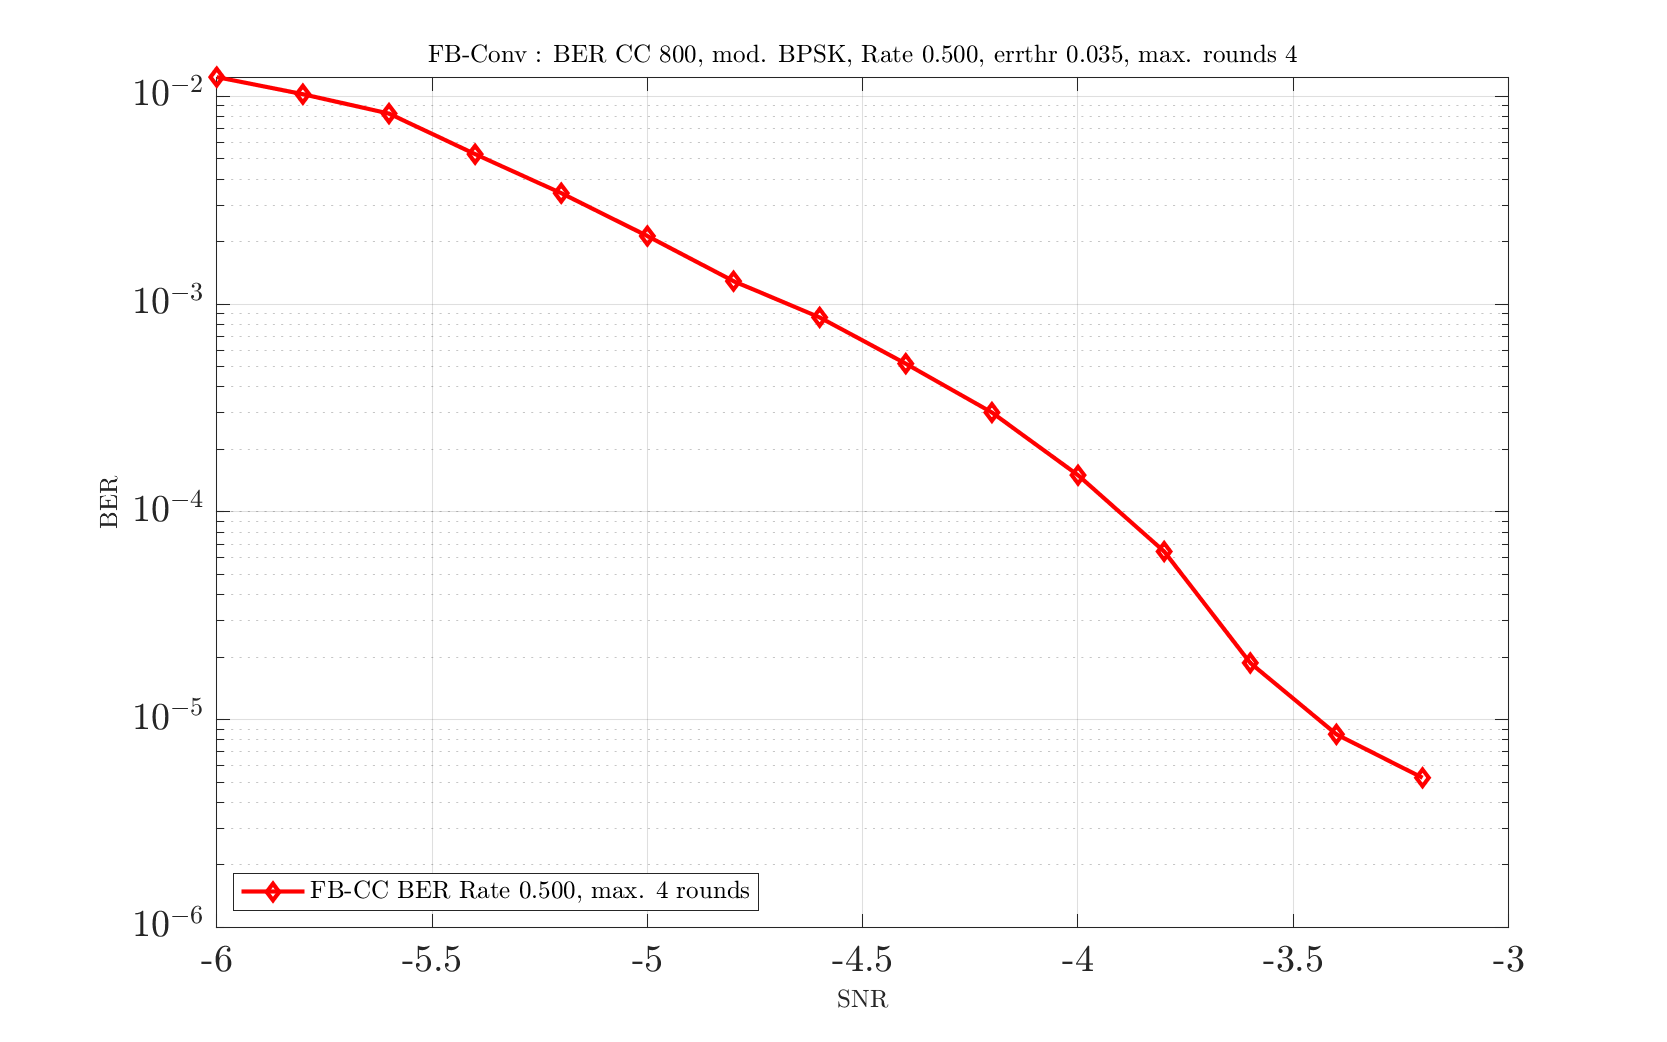 FB-Conv : BER CC 800, mod. BPSK, Rate 0.500, errthr 0.035, max. rounds 4
10^{-2}
10^{-3}
10^{-4}
10^{-5}
10^{-6}
BER
FB-CC BER Rate 0.500, max. 4 rounds
-6 -5.5 -5 -4.5 -4 -3.5 -3
SNR